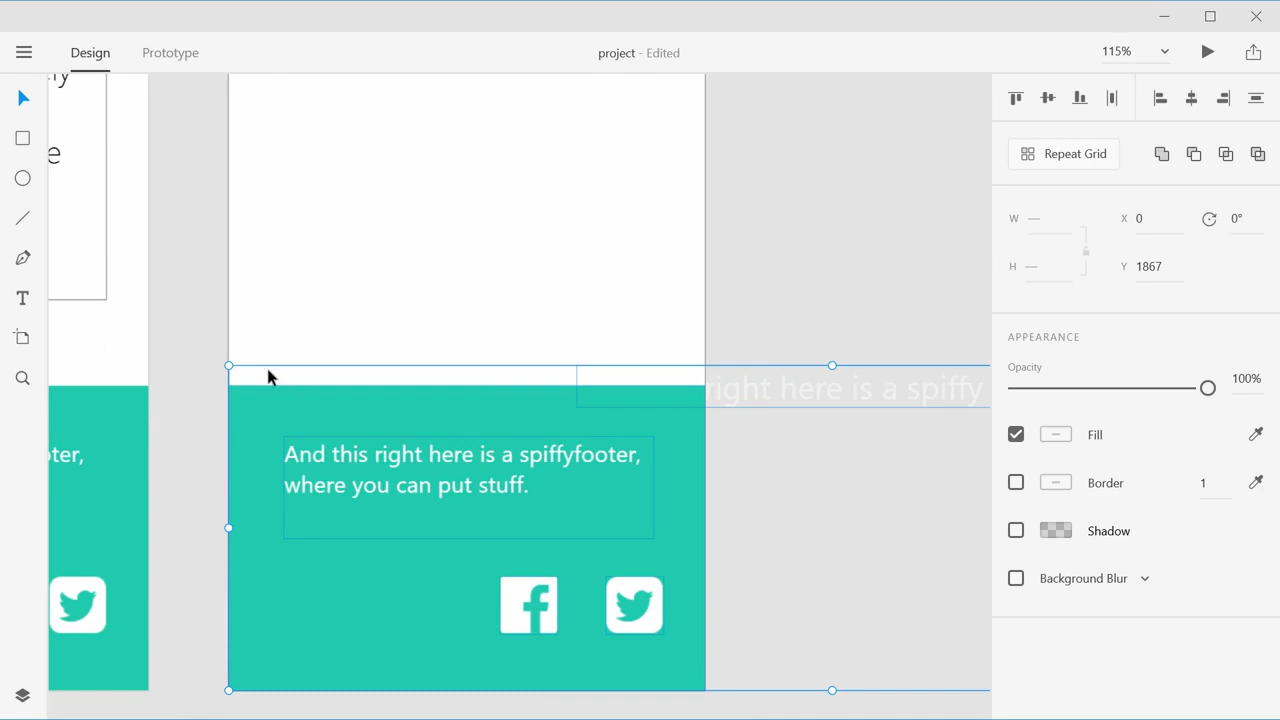 Design
Prototype
project - Edited
115%
ly
e
Repeat Grid
W —
X 0
0°
H —
Y 1867
APPEARANCE
Opacity
100%
Fill
Border
1
Shadow
Background Blur
right here is a spiffy
And this right here is a spiffyfooter,
where you can put stuff.
oter,